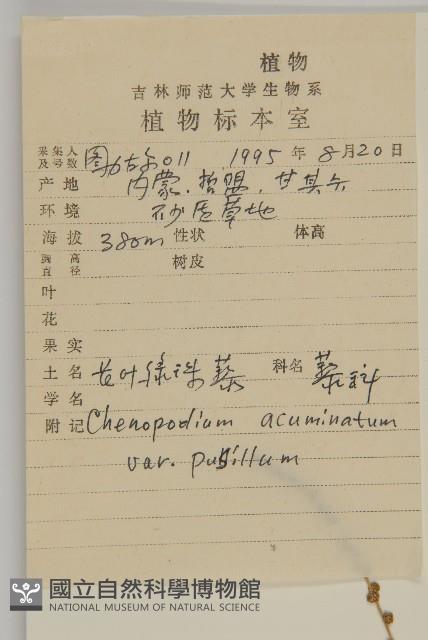 植物
吉林师范大学生物系
植物标本室
采集人及号数 图力古尔011 1995年8月20日
产地 内蒙.哲盟.甘其卡
环境 砂质草地
海拔 380m 性状 体高
胸高直径 树皮
叶
花
果实
土名 尖叶绿珠藜 科名 藜科
学名
附记 Chenopodium acuminatum
var. pusillum
國立自然科學博物館
NATIONAL MUSEUM OF NATURAL SCIENCE